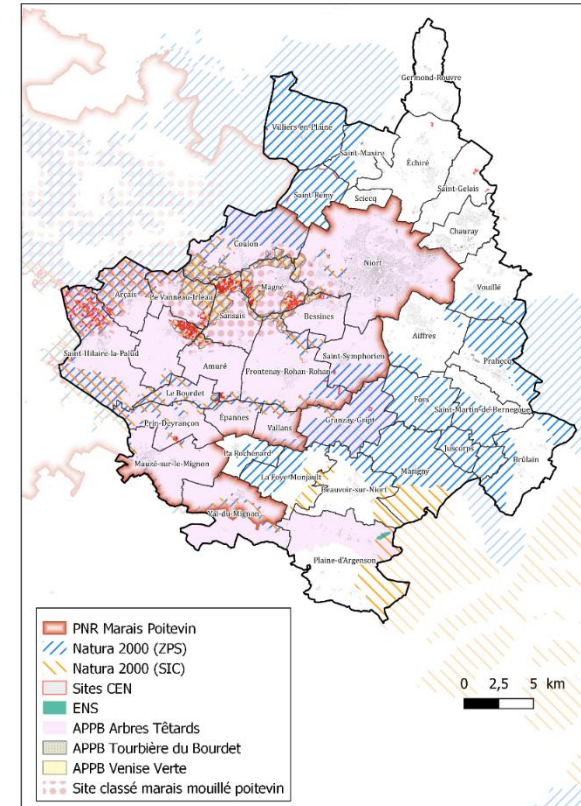 Germond-Rouvre
Villiers-en-Plaine
Saint-Maxire
Échiré
Saint-Gelais
Saint-Rémy
Sciecq
Chauray
Coulon
Niort
Vouillé
Magné
Arçais
Le Vanneau-Irleau
Sansais
Bessines
Aiffres
Saint-Hilaire-la-Palud
Saint-Symphorien
Prahecq
Amuré
Frontenay-Rohan-Rohan
Le Bourdet
Fors
Saint-Martin-de-Bernegoue
Épannes
Prin-Deyrançon
Vallans
Granzay-Gript
Juscorps
Brûlain
La Rochénard
Mauzé-sur-le-Mignon
La Foye-Monjault
Marigny
Beauvoir-sur-Niort
Val-du-Mignon
Plaine-d'Argenson
PNR Marais Poitevin
Natura 2000 (ZPS)
Natura 2000 (SIC)
Sites CEN
ENS
APPB Arbres Têtards
APPB Tourbière du Bourdet
APPB Venise Verte
Site classé marais mouillé poitevin
0 2,5 5 km